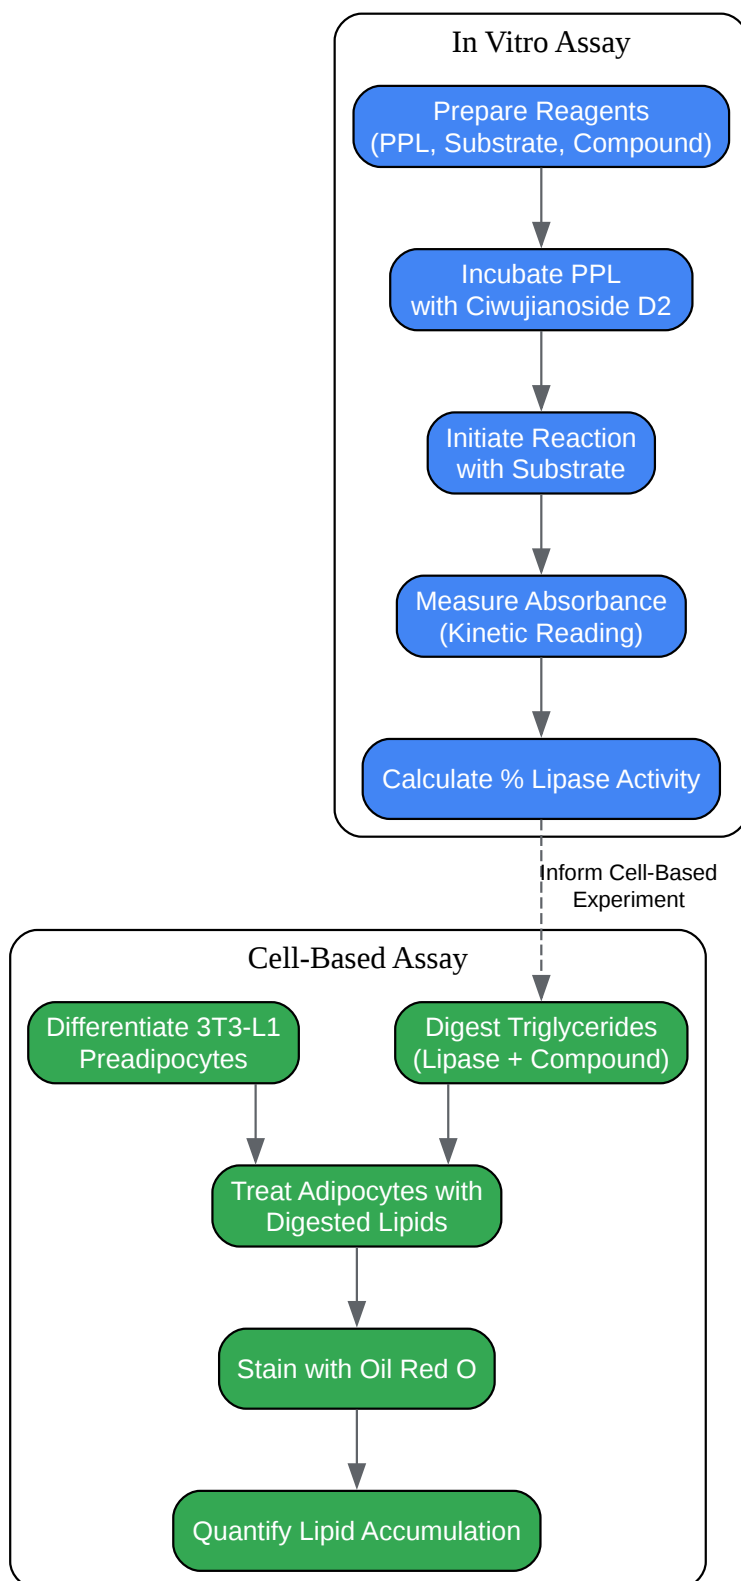 In Vitro Assay
Prepare Reagents
(PPL, Substrate, Compound)
Incubate PPL
with Ciwujianoside D2
Initiate Reaction
with Substrate
Measure Absorbance
(Kinetic Reading)
Calculate % Lipase Activity
Inform Cell-Based
Experiment
Cell-Based Assay
Differentiate 3T3-L1
Preadipocytes
Digest Triglycerides
(Lipase + Compound)
Treat Adipocytes with
Digested Lipids
Stain with Oil Red O
Quantify Lipid Accumulation